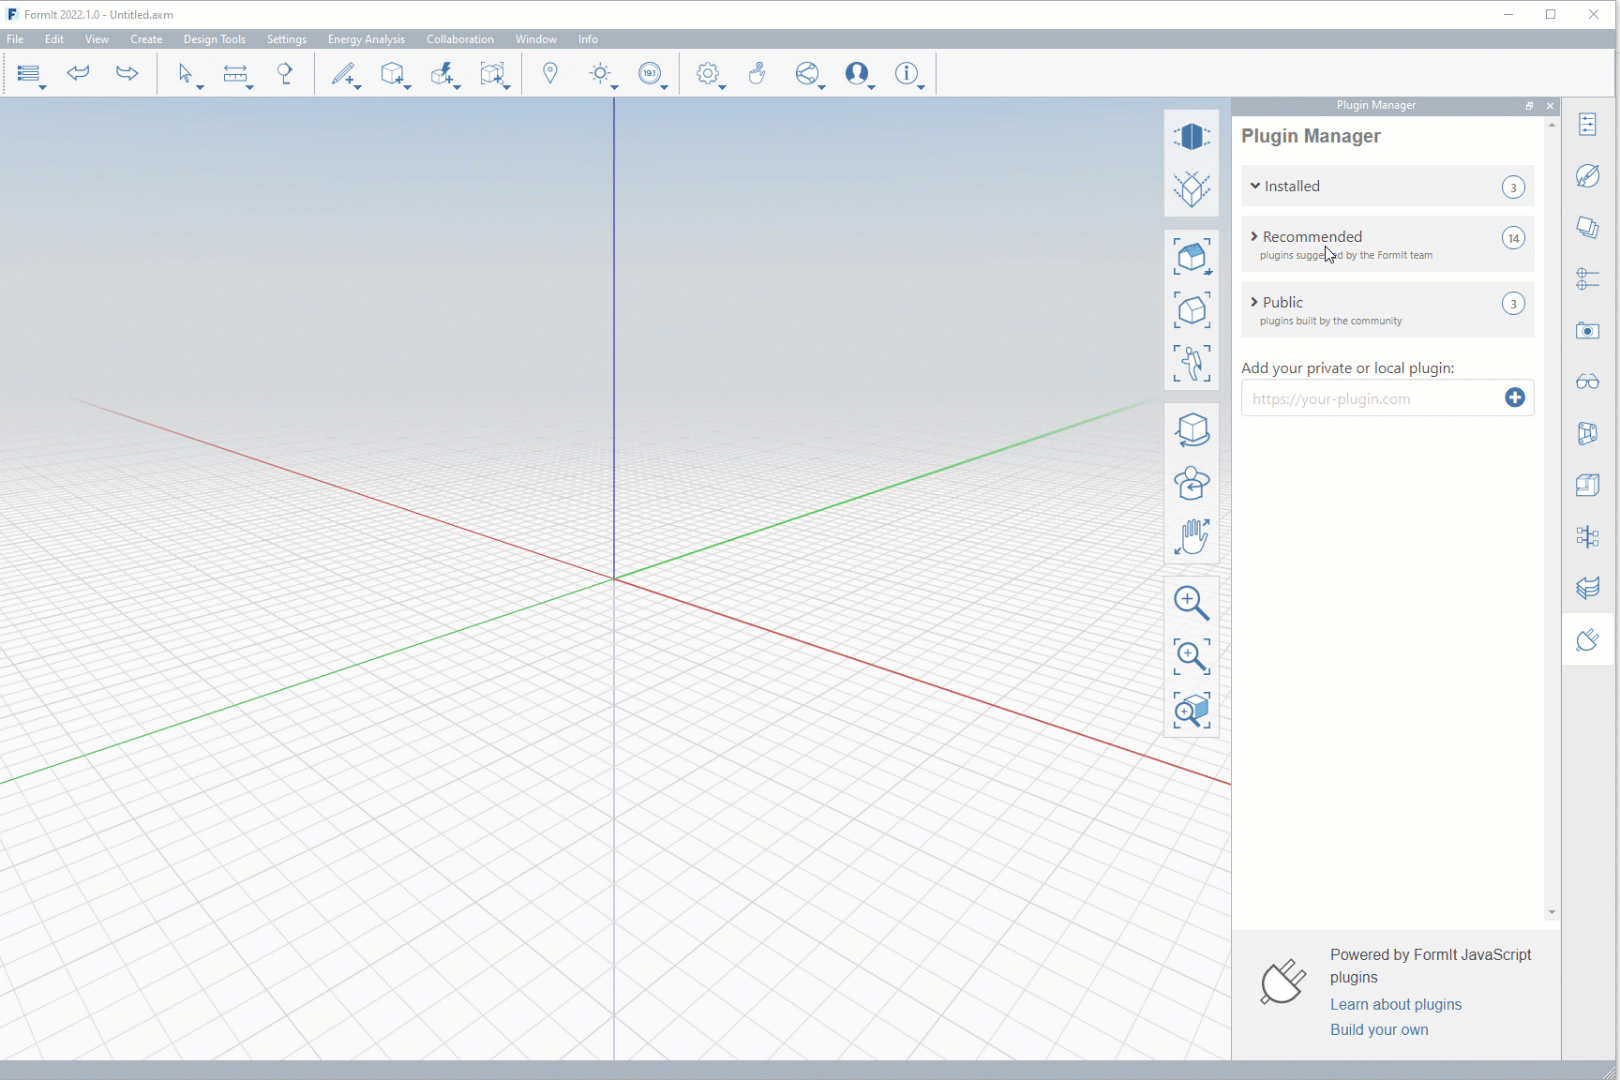 FormIt 2022.1.0 - Untitled.axm
File Edit View Create Design Tools Settings Energy Analysis Collaboration Window Info
19.1
Plugin Manager
Plugin Manager
Installed 3
Recommended 14
plugins suggested by the FormIt team
Public 3
plugins built by the community
Add your private or local plugin:
https://your-plugin.com
Powered by FormIt JavaScript
plugins
Learn about plugins
Build your own